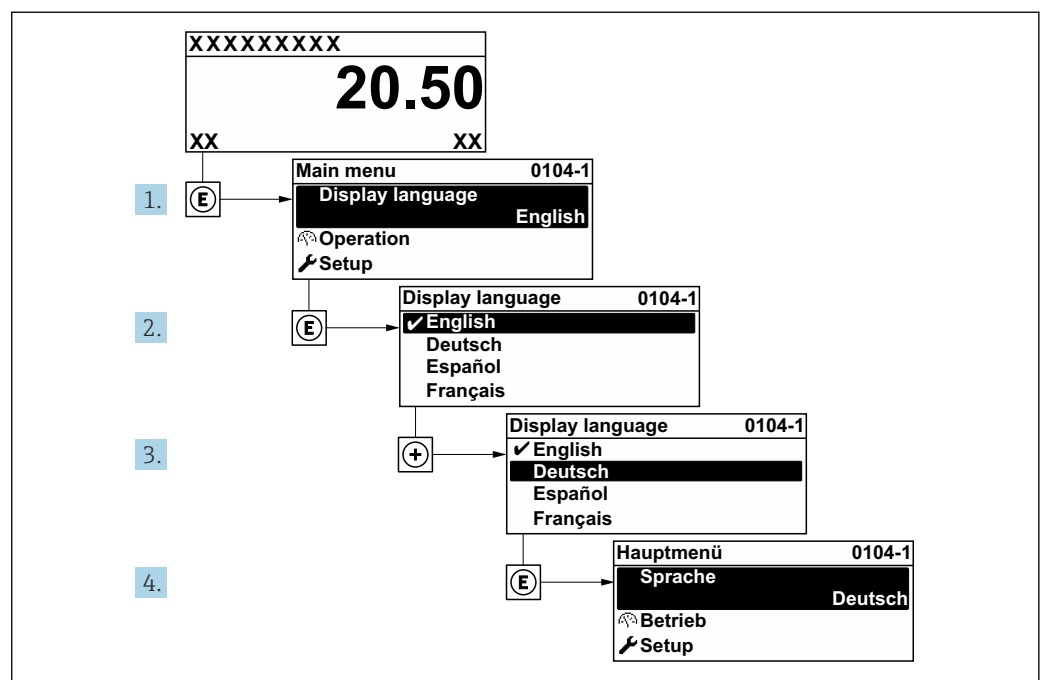 XXXXXXXXX
20.50
XX XX
1. E
Main menu 0104-1
Display language
English
Operation
Setup
2. E
Display language 0104-1
✔English
Deutsch
Español
Français
3. +
Display language 0104-1
✔English
Deutsch
Español
Français
4. E
Hauptmenü 0104-1
Sprache
Deutsch
Betrieb
Setup